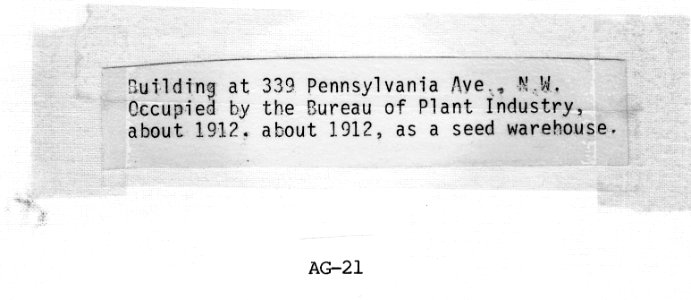 Building at 339 Pennsylvania Ave., N.W.
Occupied by the Bureau of Plant Industry,
about 1912. about 1912, as a seed warehouse.
AG-21